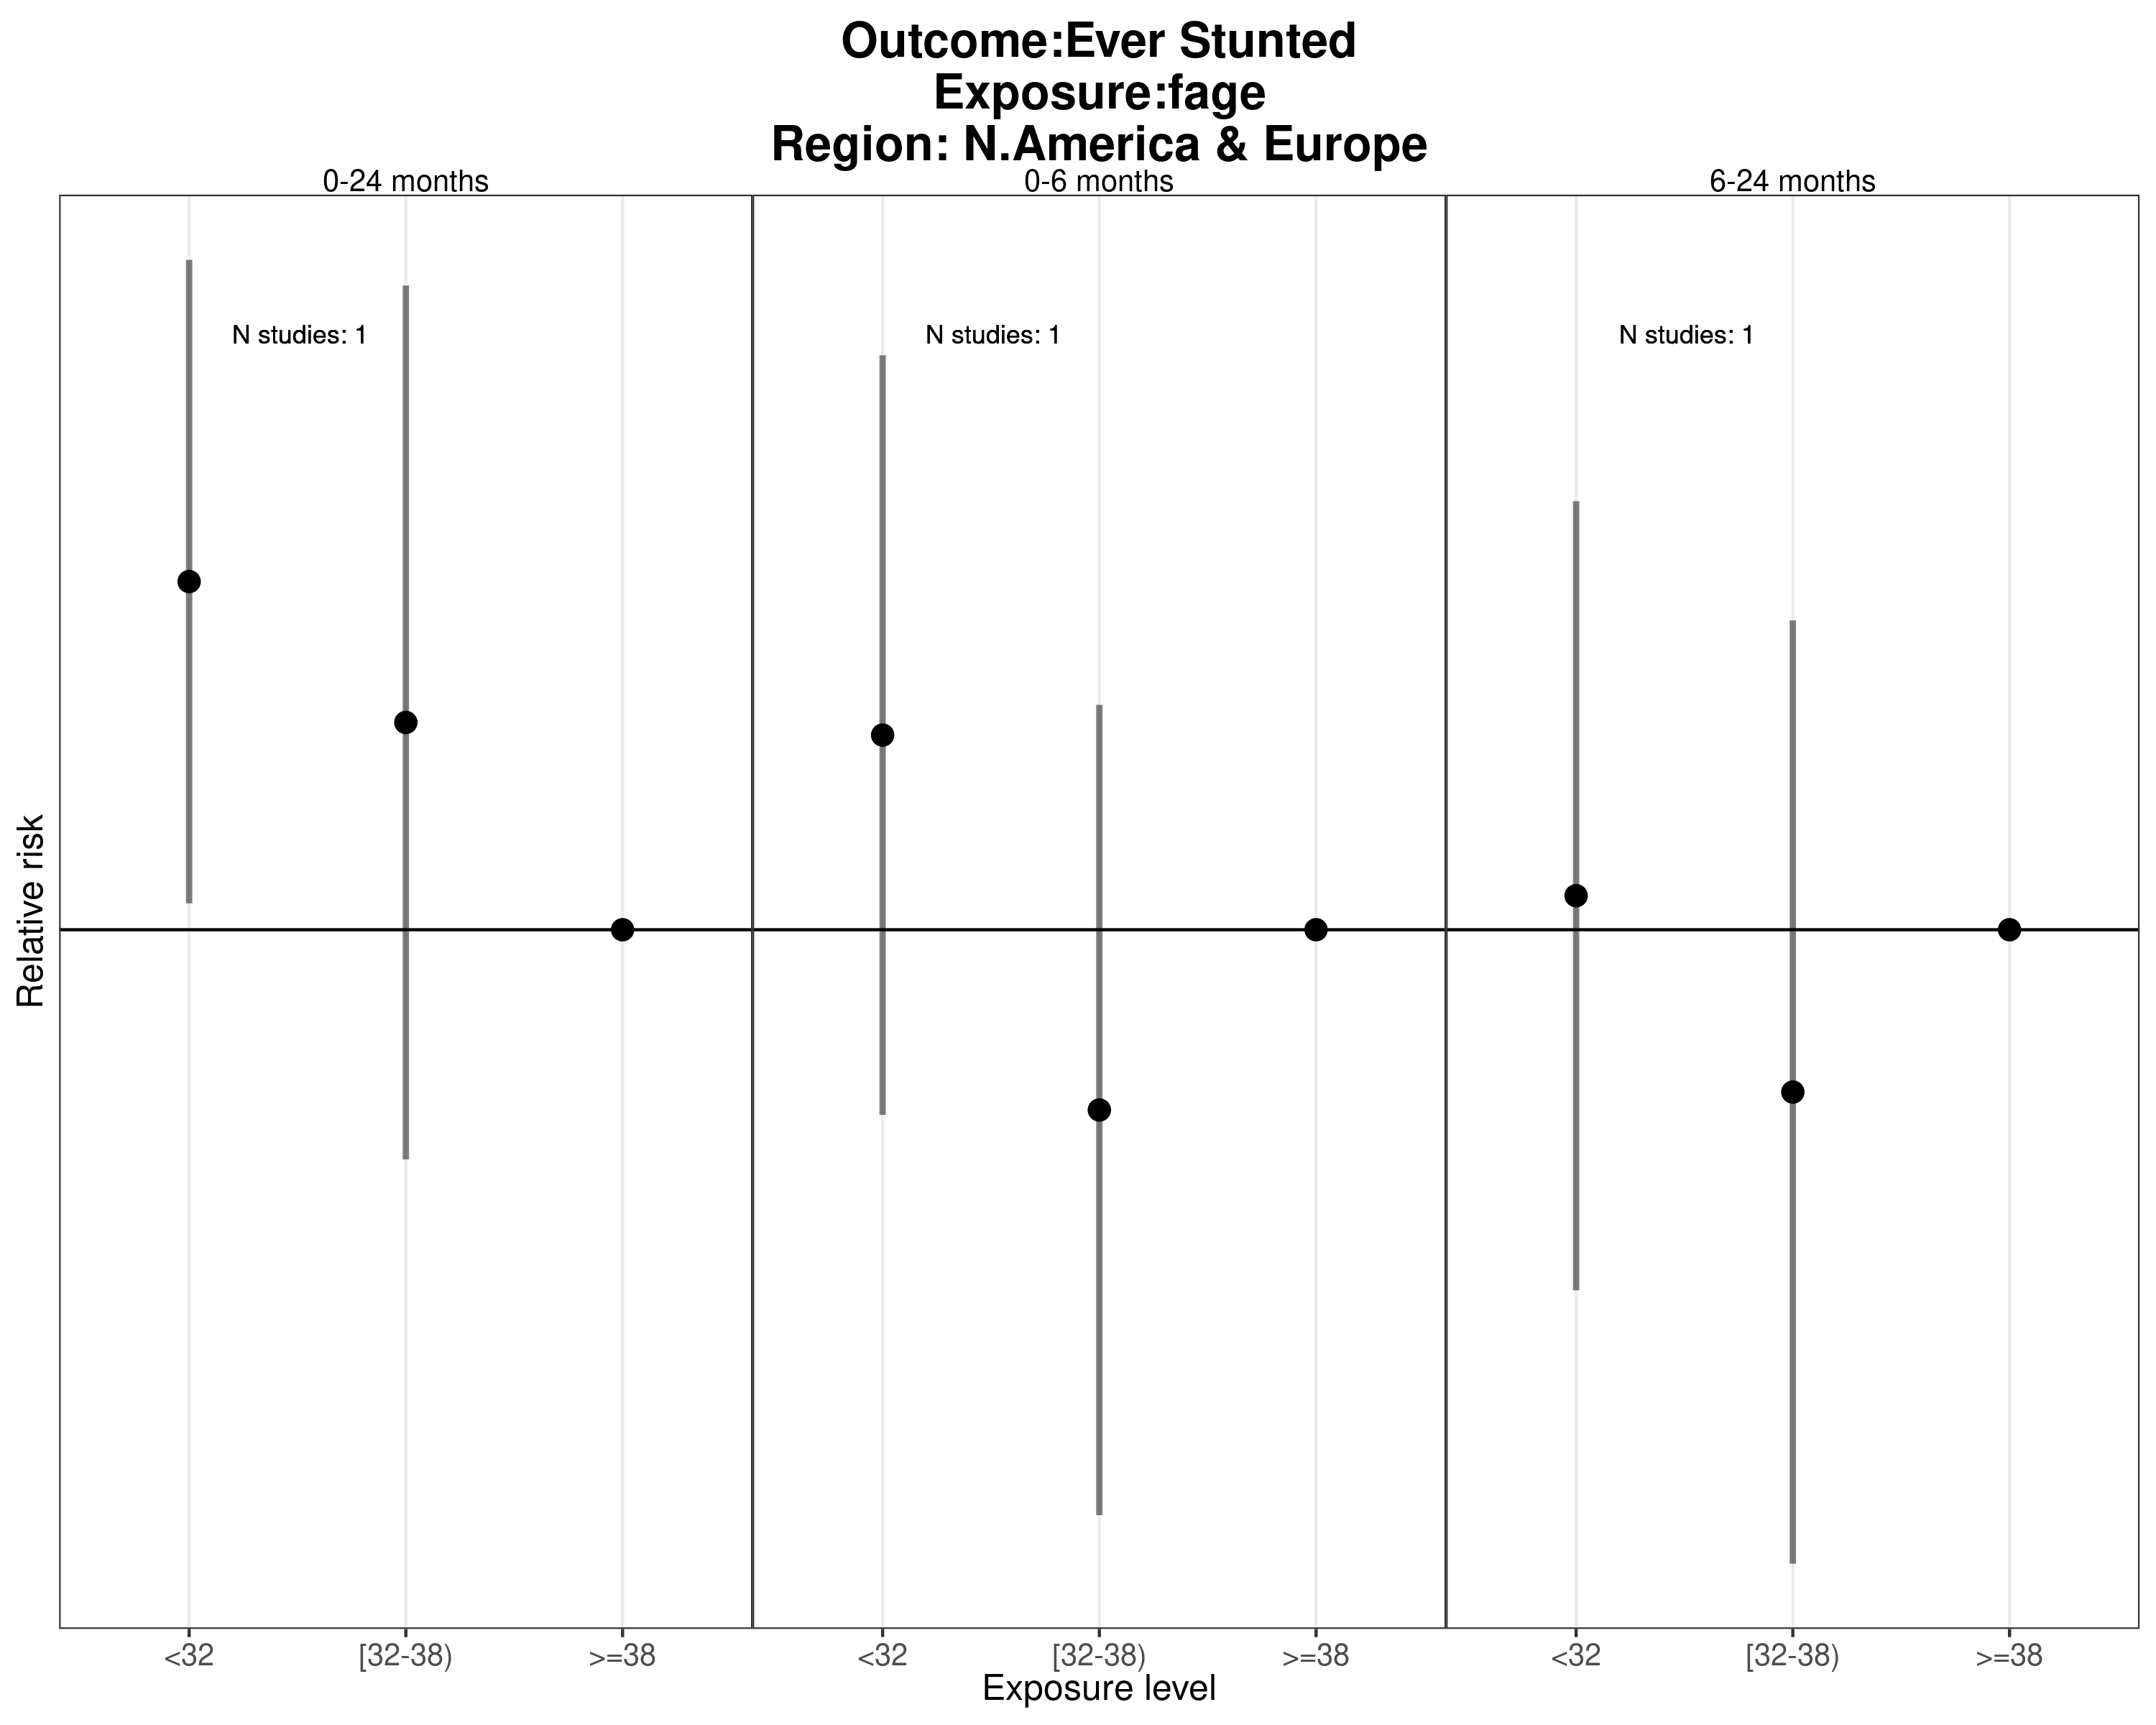 Outcome:Ever Stunted
Exposure:fage
Region: N.America & Europe
0-24 months
0-6 months
6-24 months
N studies: 1
N studies: 1
N studies: 1
Relative risk
<32
[32-38)
>=38
<32
[32-38)
>=38
<32
[32-38)
>=38
Exposure level